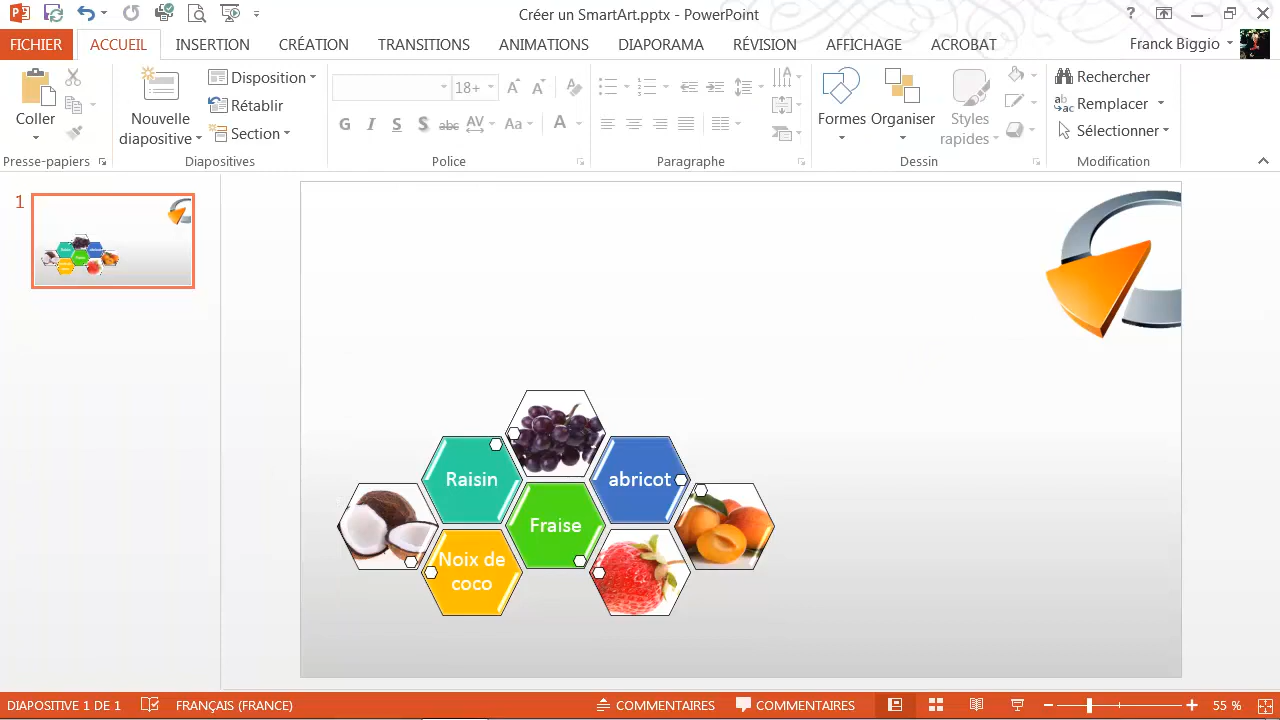 Créer un SmartArt.pptx - PowerPoint
FICHIER ACCUEIL INSERTION CRÉATION TRANSITIONS ANIMATIONS DIAPORAMA RÉVISION AFFICHAGE ACROBAT Franck Biggio
Coller
Presse-papiers
Nouvelle diapositive
Disposition
Rétablir
Section
Diapositives
18+
G I S S abc AV Aa A
Police
Paragraphe
Formes
Organiser
Styles rapides
Dessin
Rechercher
Remplacer
Sélectionner
Modification
1
Raisin
abricot
Fraise
Noix de
coco
DIAPOSITIVE 1 DE 1 FRANÇAIS (FRANCE) COMMENTAIRES COMMENTAIRES 55 %